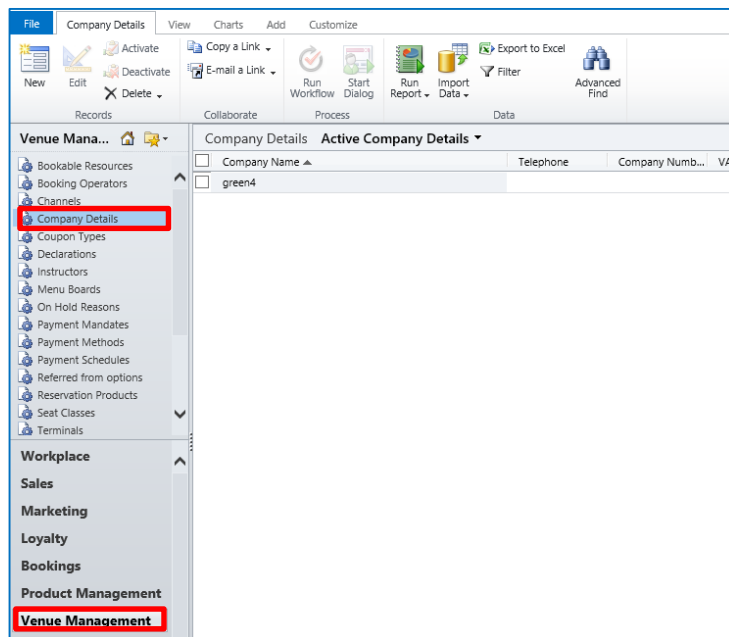 File Company Details View Charts Add Customize
New
Edit
Activate
Deactivate
Delete
Records
Copy a Link
E-mail a Link
Collaborate
Run Workflow
Start Dialog
Process
Run Report
Import Data
Export to Excel
Filter
Advanced Find
Data
Venue Mana...
Bookable Resources
Booking Operators
Channels
Company Details
Coupon Types
Declarations
Instructors
Menu Boards
On Hold Reasons
Payment Mandates
Payment Methods
Payment Schedules
Referred from options
Reservation Products
Seat Classes
Terminals
Workplace
Sales
Marketing
Loyalty
Bookings
Product Management
Venue Management
Company Details Active Company Details
Company Name Telephone Company Numb... VA
green4